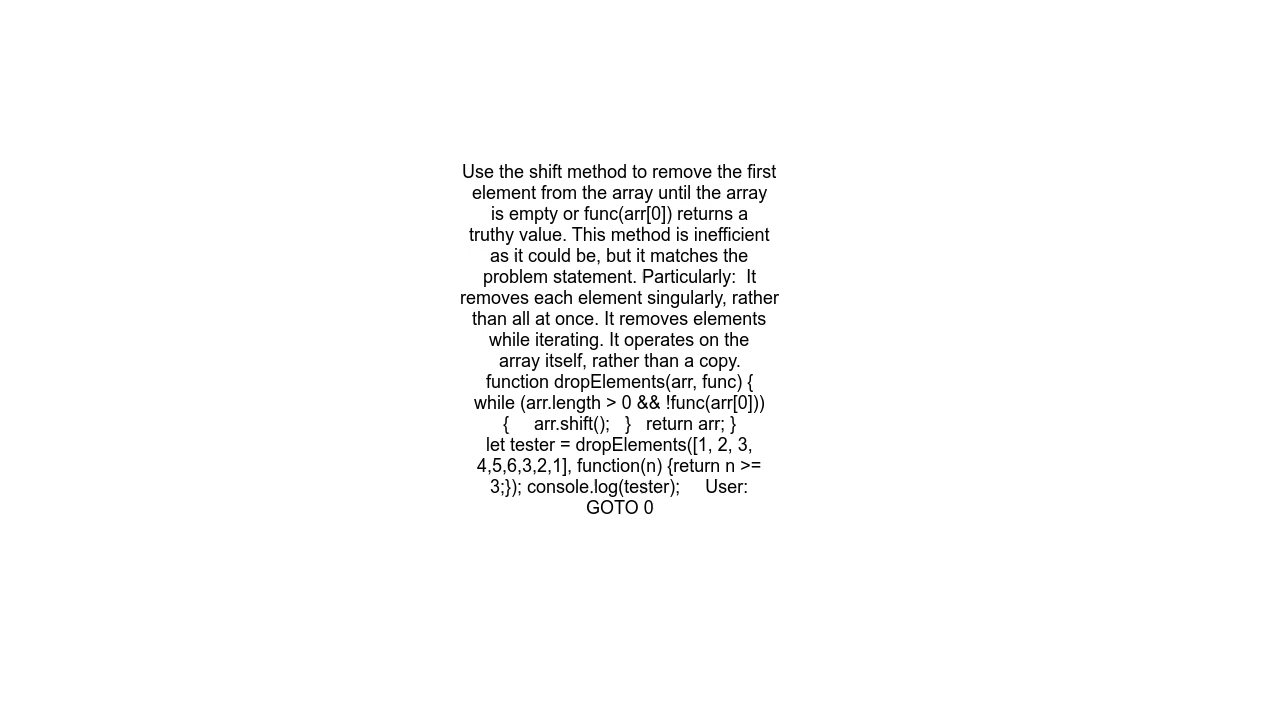 Use the shift method to remove the first
element from the array until the array
is empty or func(arr[0]) returns a
truthy value. This method is inefficient
as it could be, but it matches the
problem statement. Particularly:  It
removes each element singularly, rather
than all at once. It removes elements
while iterating. It operates on the
array itself, rather than a copy.
function dropElements(arr, func) {
while (arr.length > 0 && !func(arr[0]))
{     arr.shift();   }   return arr; }
let tester = dropElements([1, 2, 3,
4,5,6,3,2,1], function(n) {return n >=
3;}); console.log(tester);     User:
GOTO 0